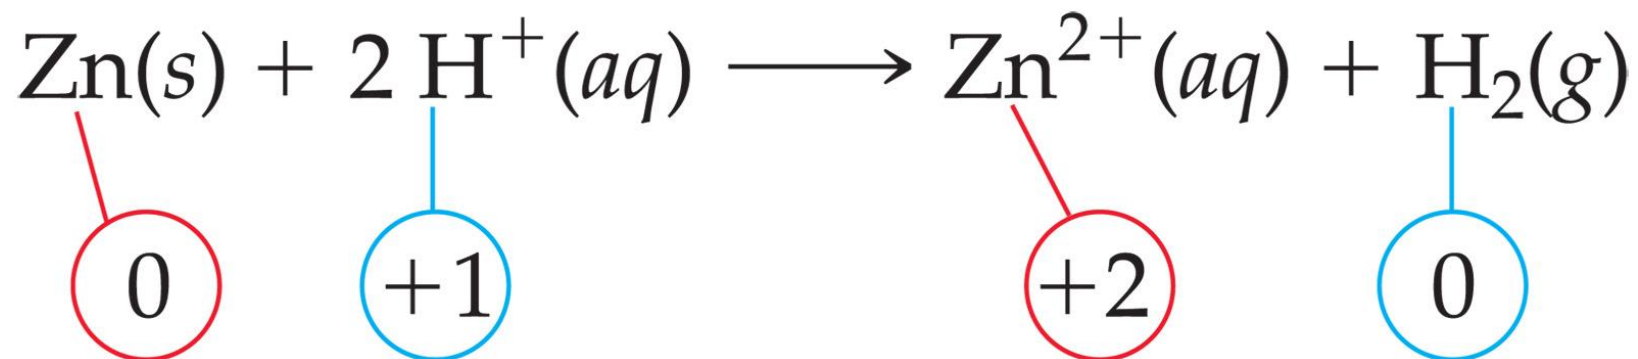 Zn(s) + 2 H⁺(aq) ⟶ Zn²⁺(aq) + H₂(g)
0 +1 +2 0